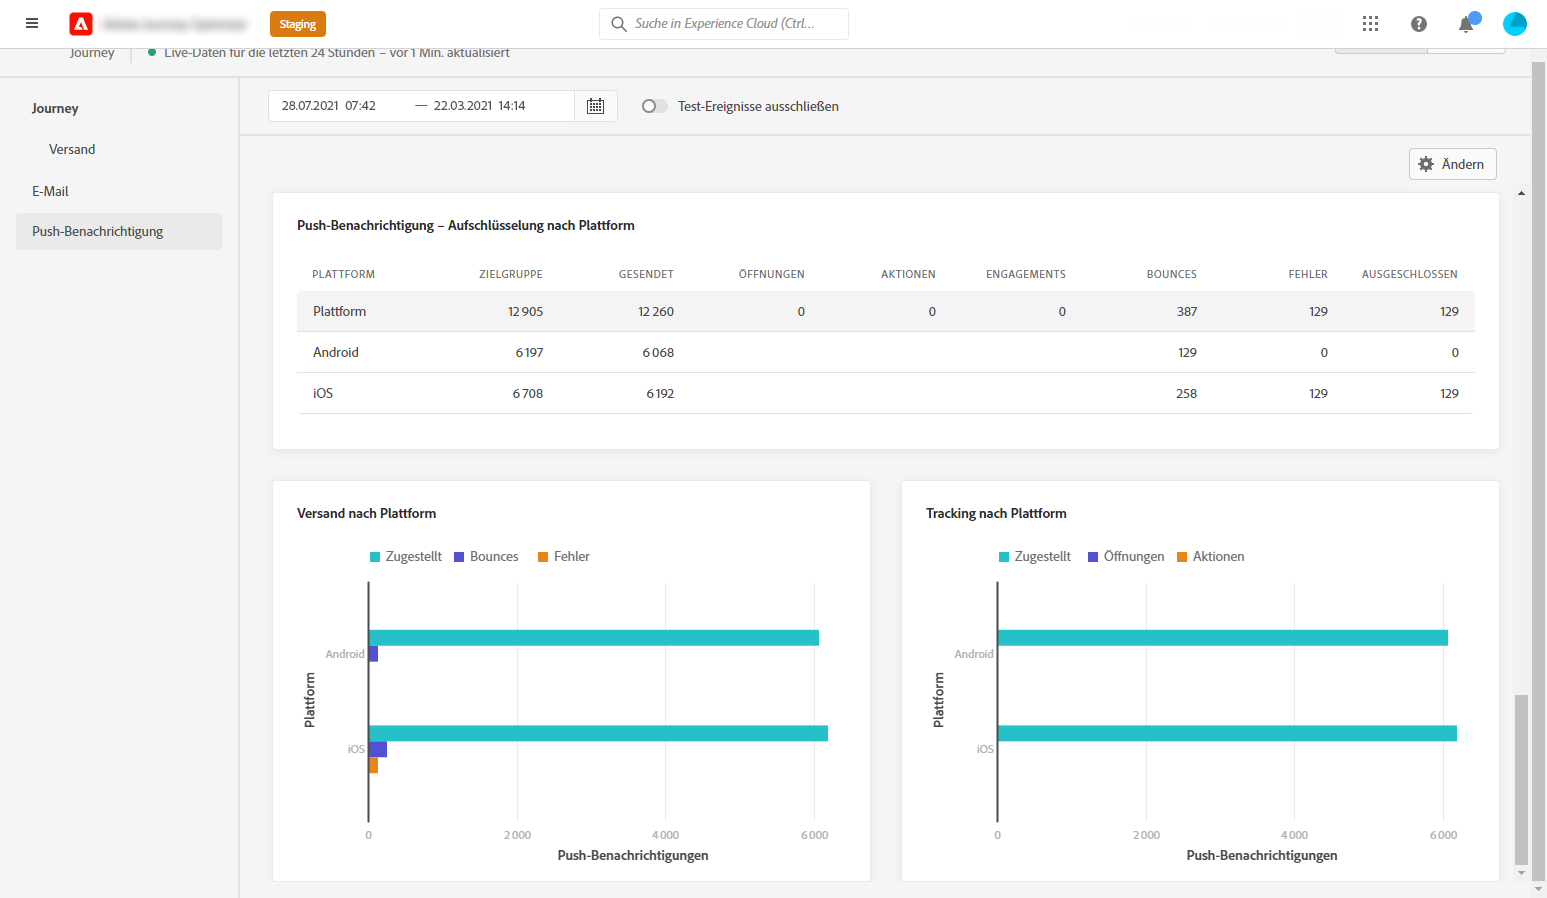 Staging
Suche in Experience Cloud (Ctrl...
Journey
Live-Daten für die letzten 24 Stunden – vor 1 Min. aktualisiert
Journey
Versand
E-Mail
Push-Benachrichtigung
28.07.2021 07:42 — 22.03.2021 14:14
Test-Ereignisse ausschließen
Ändern
Push-Benachrichtigung – Aufschlüsselung nach Plattform
PLATTFORM ZIELGRUPPE GESENDET ÖFFNUNGEN AKTIONEN ENGAGEMENTS BOUNCES FEHLER AUSGESCHLOSSEN
Plattform 12 905 12 260 0 0 0 387 129 129
Android 6 197 6 068 129 0 0
iOS 6 708 6 192 258 129 129
Versand nach Plattform
Zugestellt Bounces Fehler
Plattform
Android
iOS
0 2 000 4 000 6 000
Push-Benachrichtigungen
Tracking nach Plattform
Zugestellt Öffnungen Aktionen
Plattform
Android
iOS
0 2 000 4 000 6 000
Push-Benachrichtigungen